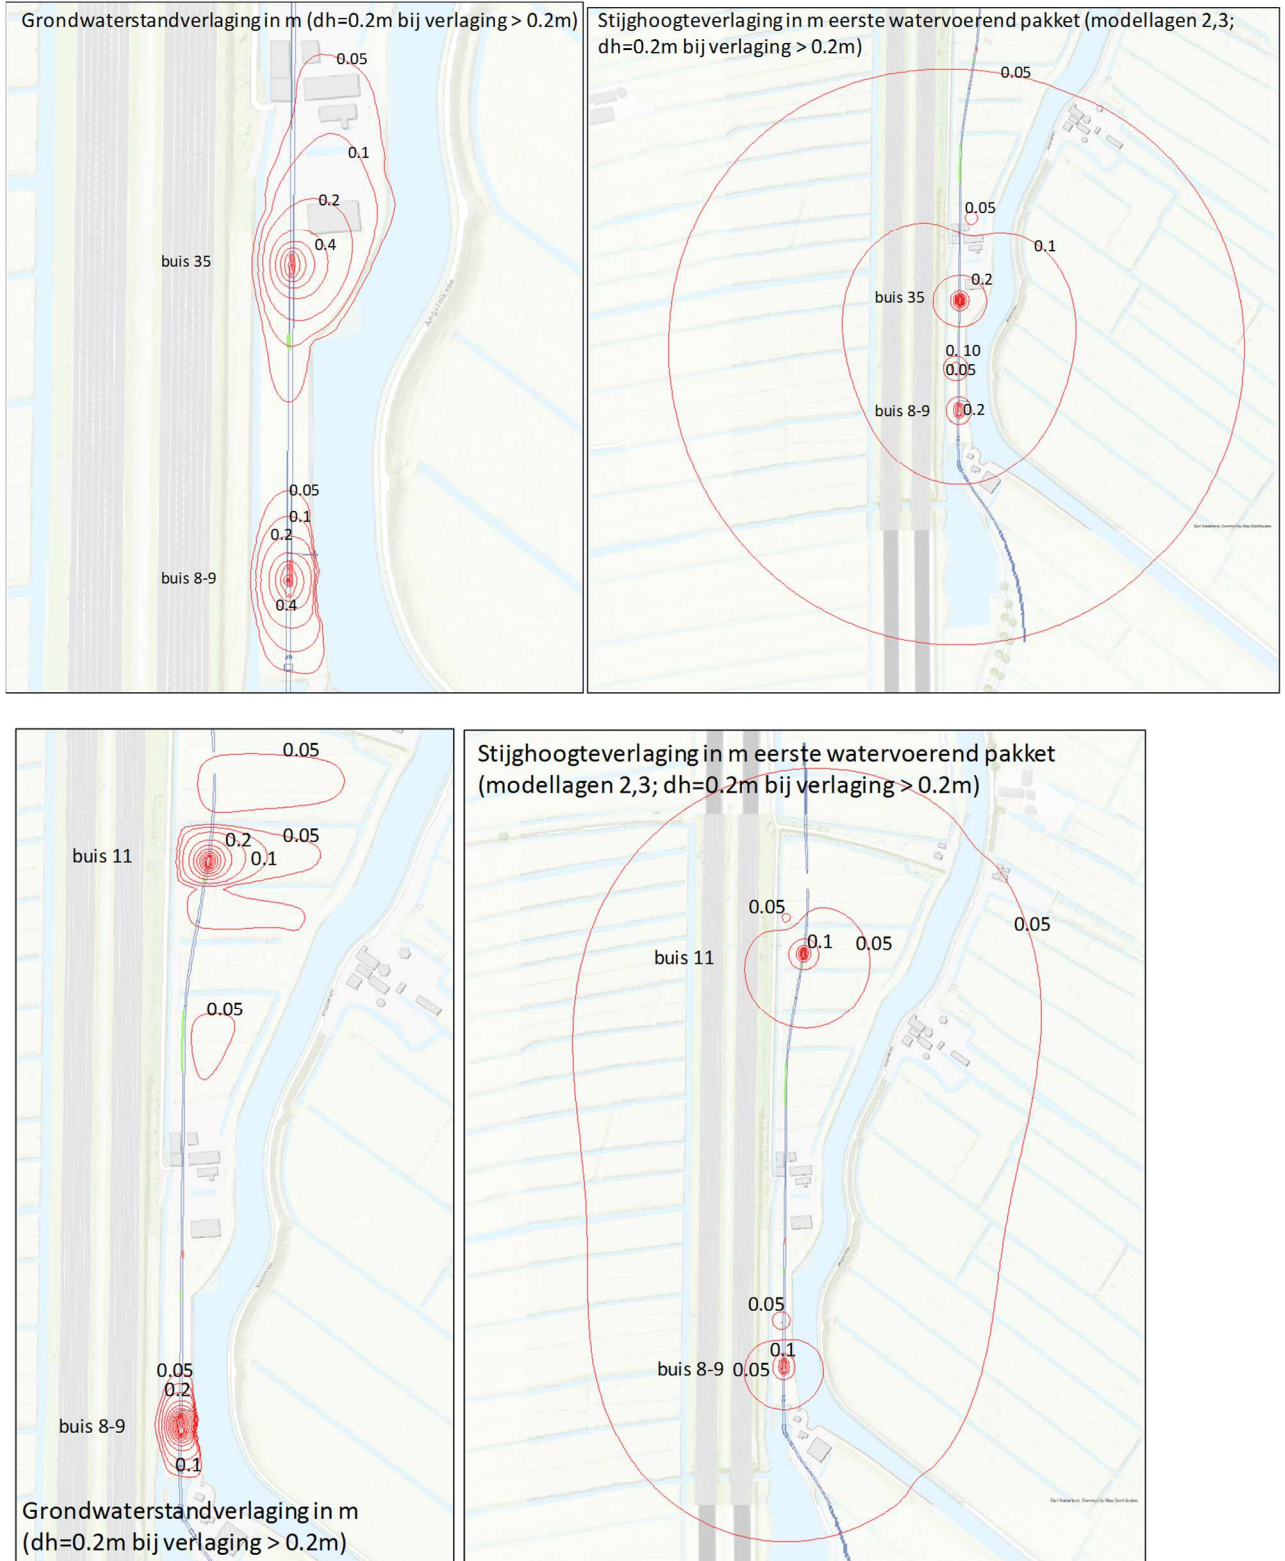 Grondwaterstandverlaging in m (dh=0.2m bij verlaging > 0.2m)
0.05
0.1
0.2
0.4
buis 35
Angstelkade
0.05
0.1
0.2
buis 8-9
0.4
Stijghoogteverlaging in m eerste watervoerend pakket (modellagen 2,3;
dh=0.2m bij verlaging > 0.2m)
0.05
0.05
0.1
0.2
buis 35
0. 10
0.05
buis 8-9
0.2
0.05
0.05
0.2
0.1
buis 11
0.05
0.05
0.2
buis 8-9
0.1
Grondwaterstandverlaging in m
(dh=0.2m bij verlaging > 0.2m)
Stijghoogteverlaging in m eerste watervoerend pakket
(modellagen 2,3; dh=0.2m bij verlaging > 0.2m)
0.05
0.05
0.1
0.05
buis 11
0.05
0.1
buis 8-9
0.05